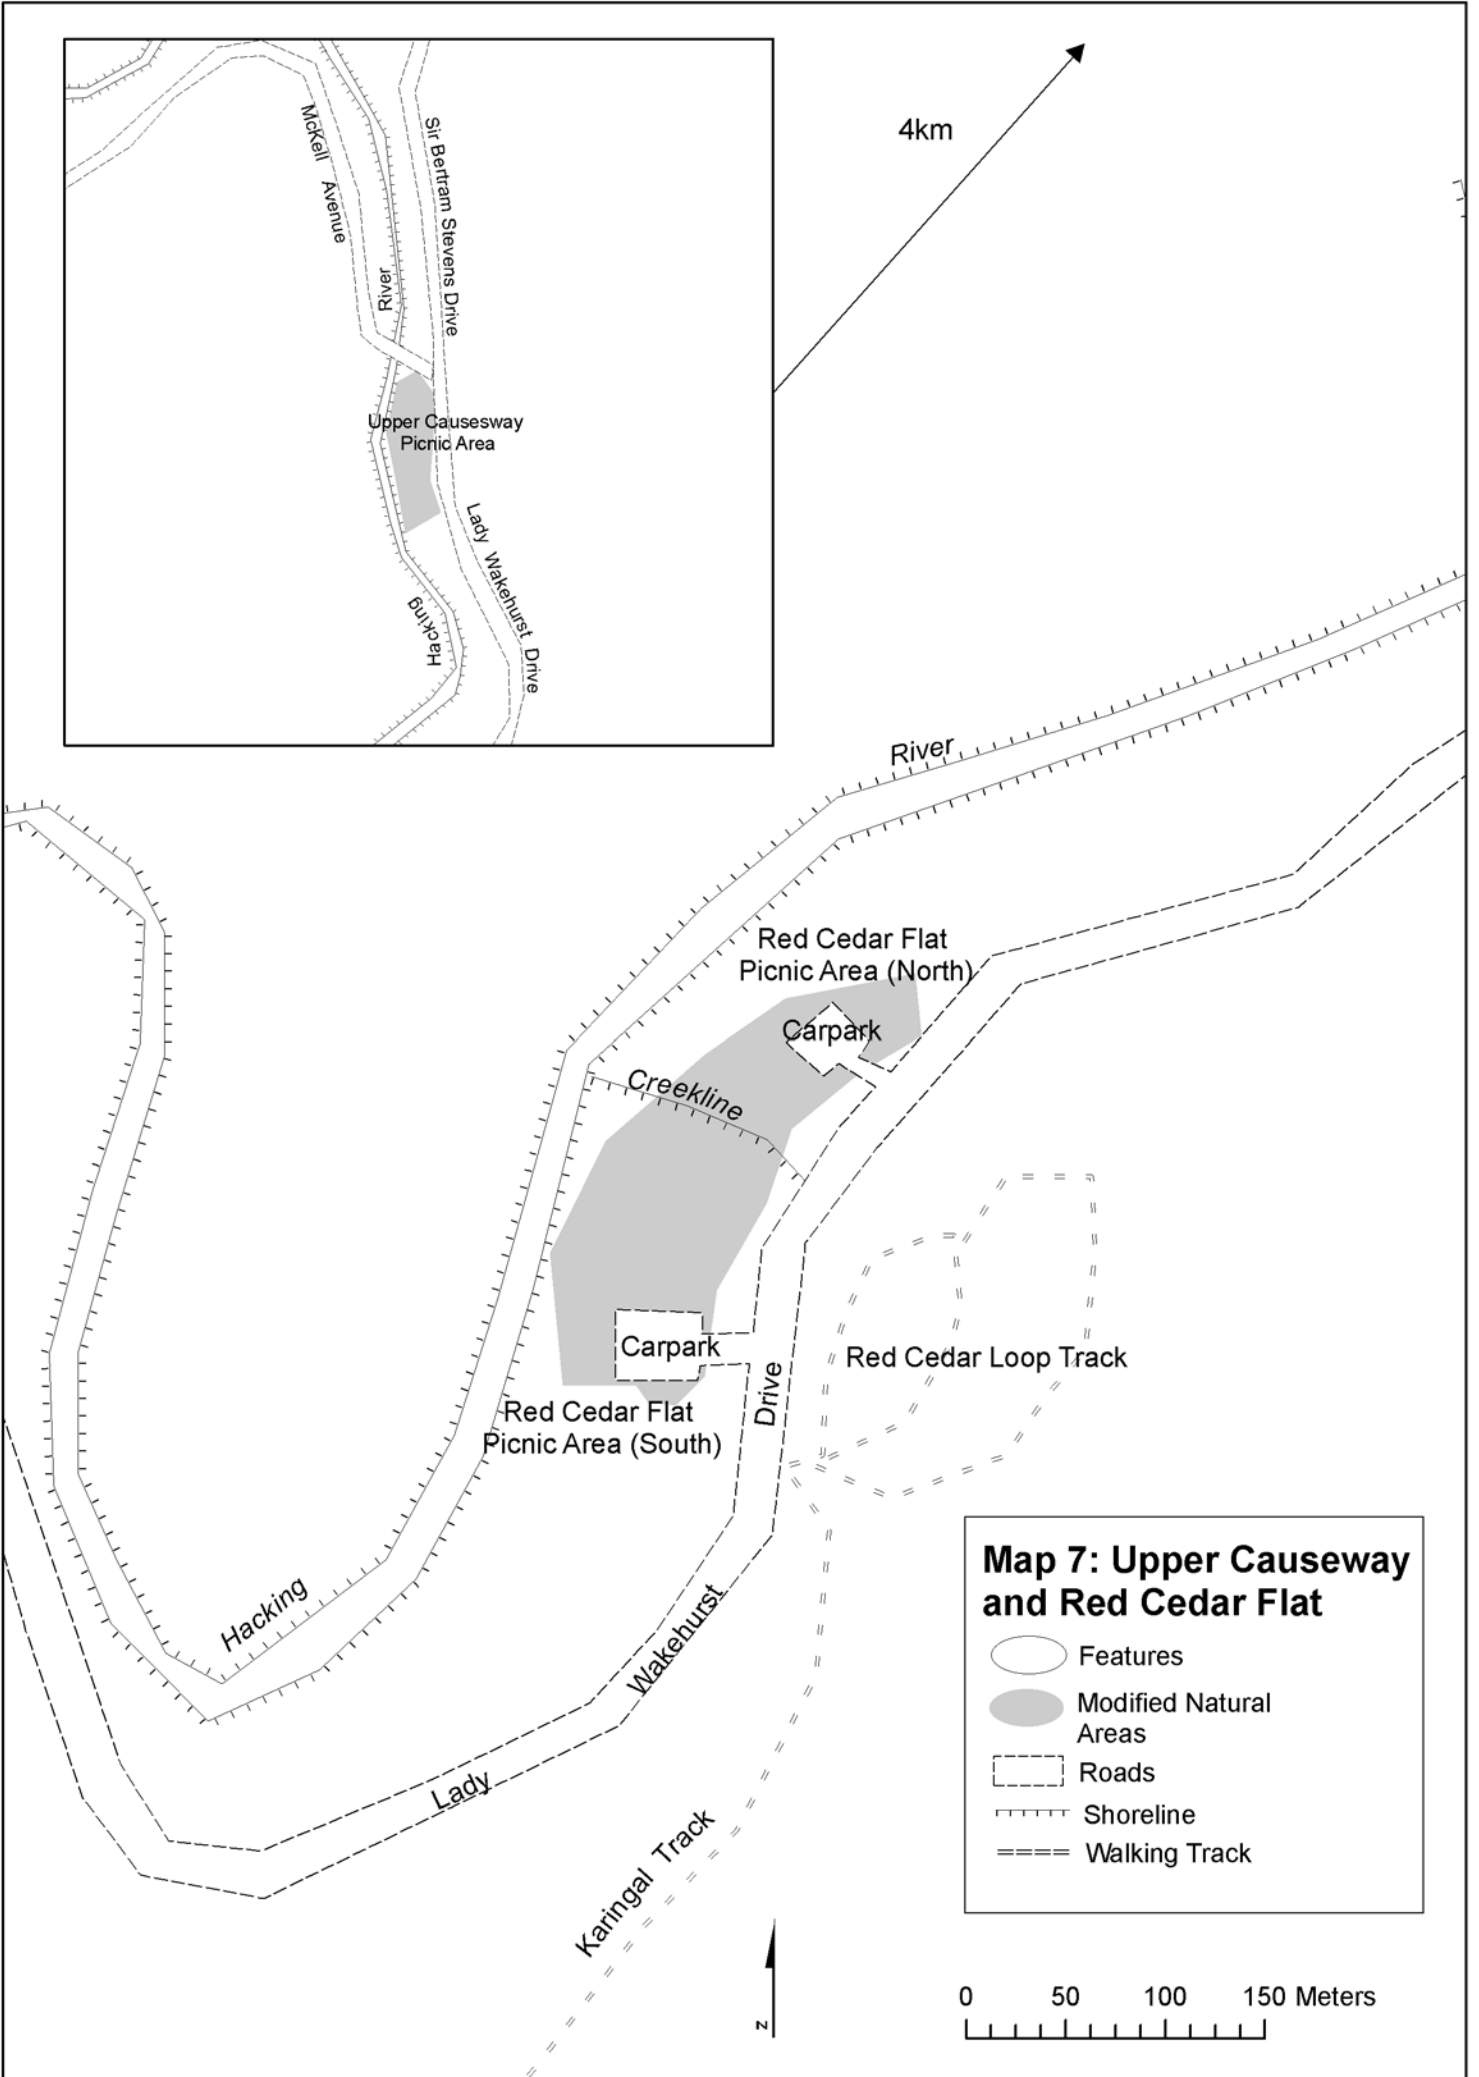 4km
McKell Avenue
River
Sir Bertram Stevens Drive
Upper Causesway
Picnic Area
Lady Wakehurst Drive
Hacking
River
Red Cedar Flat
Picnic Area (North)
Carpark
Creekline
Carpark
Red Cedar Loop Track
Red Cedar Flat
Picnic Area (South)
Hacking
Lady Wakehurst Drive
Karingal Track
Map 7: Upper Causeway
and Red Cedar Flat
Features
Modified Natural
Areas
Roads
Shoreline
Walking Track
z
0 50 100 150 Meters